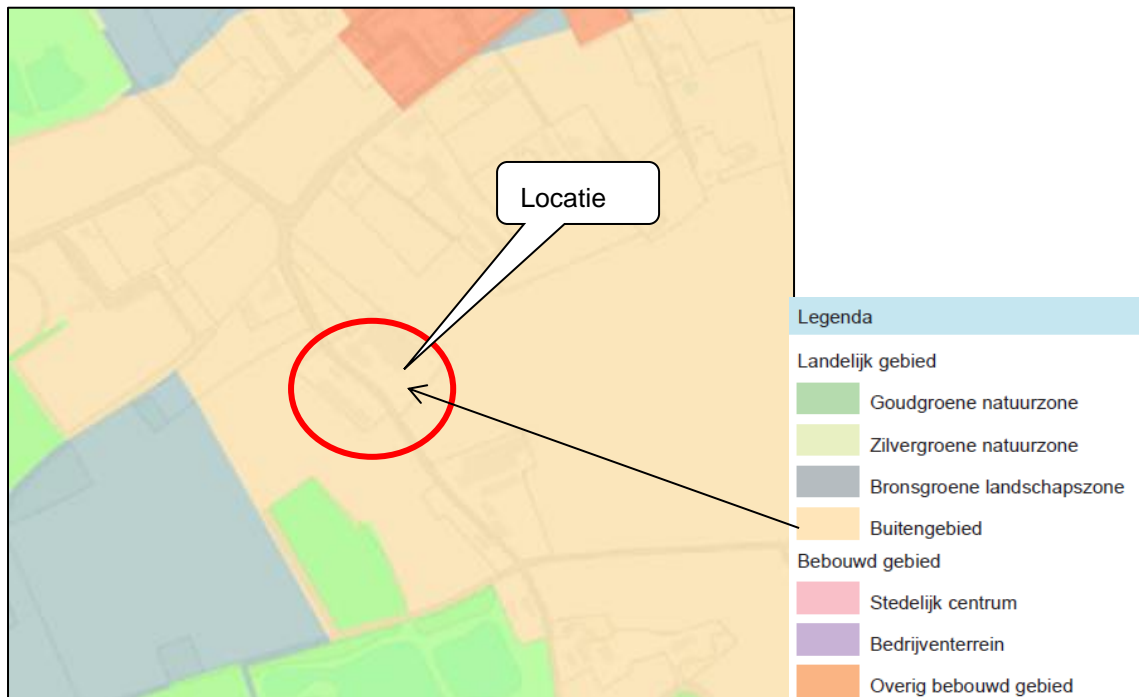 Locatie
Legenda
Landelijk gebied
Goudgroene natuurzone
Zilvergroene natuurzone
Bronsgroene landschapszone
Buitengebied
Bebouwd gebied
Stedelijk centrum
Bedrijventerrein
Overig bebouwd gebied